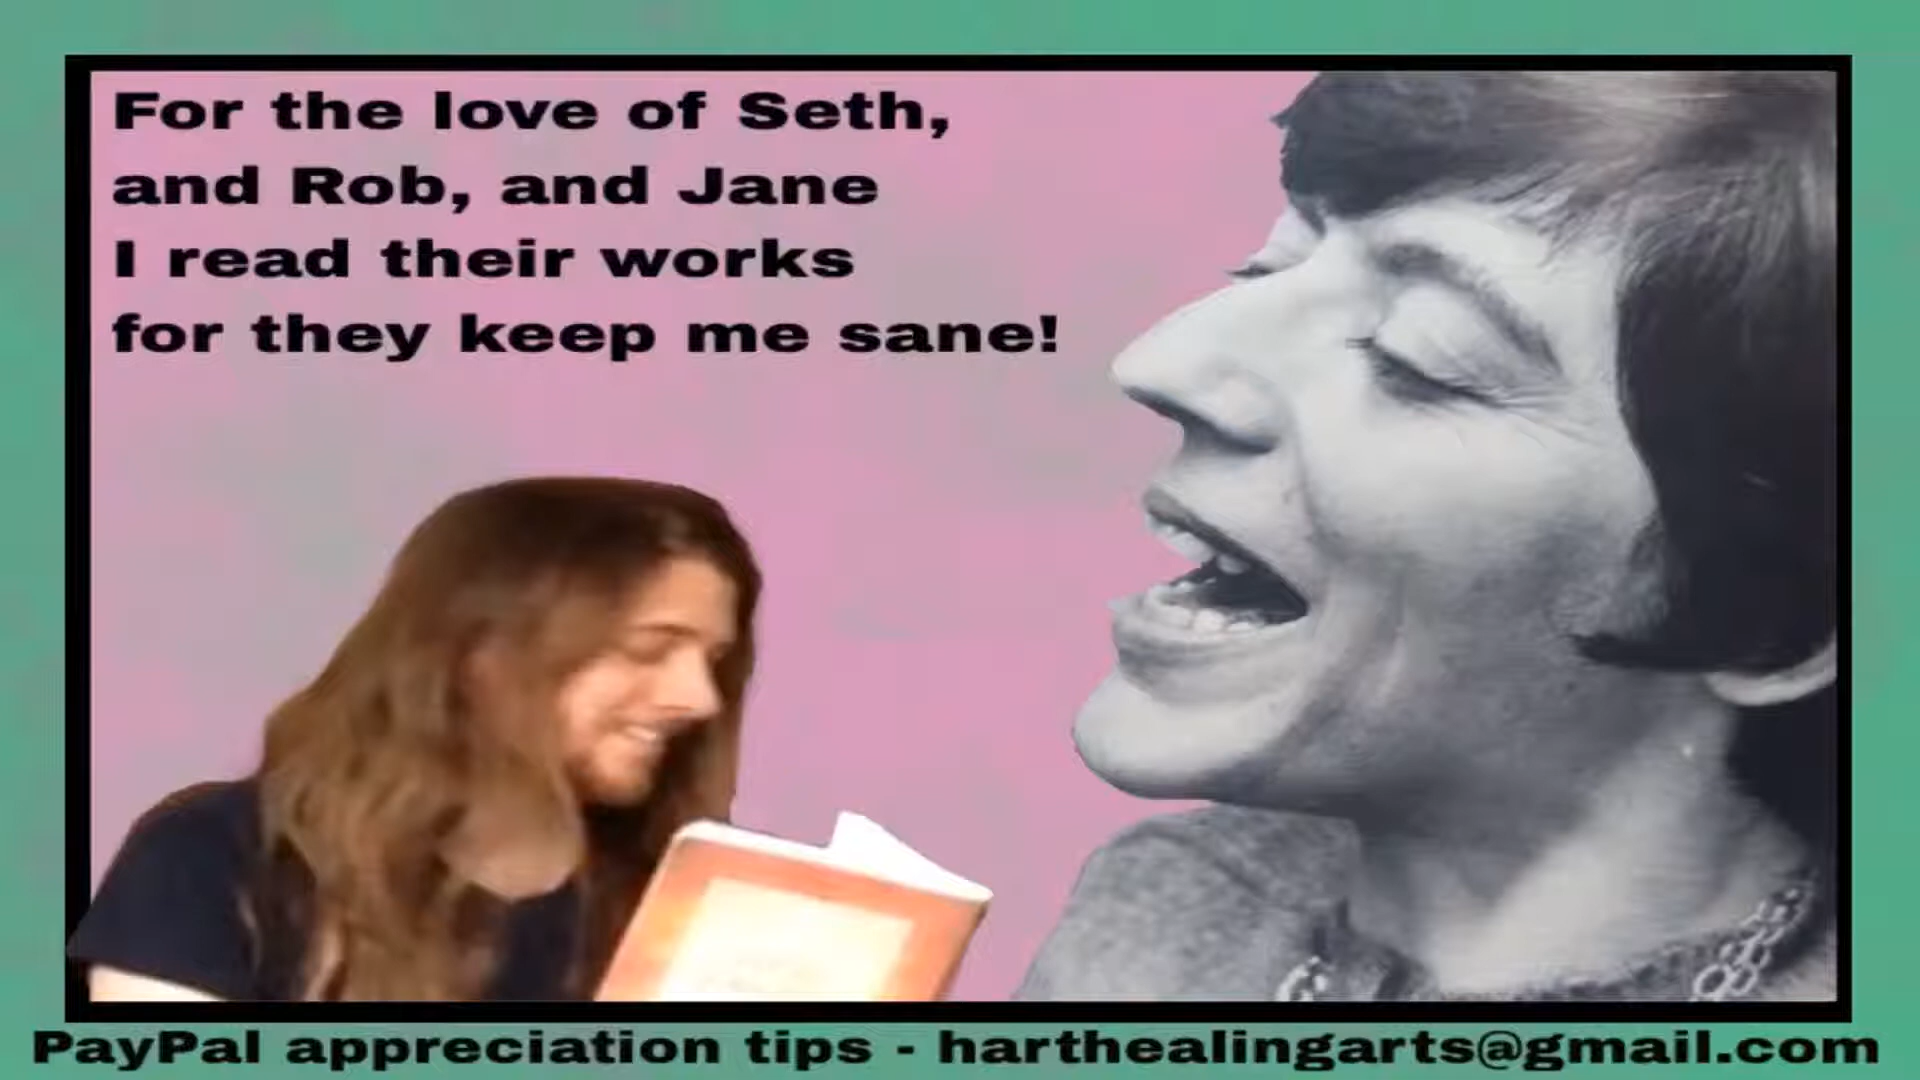 For the love of Seth,
and Rob, and Jane
I read their works
for they keep me sane!
PayPal appreciation tips - harthealingarts@gmail.com